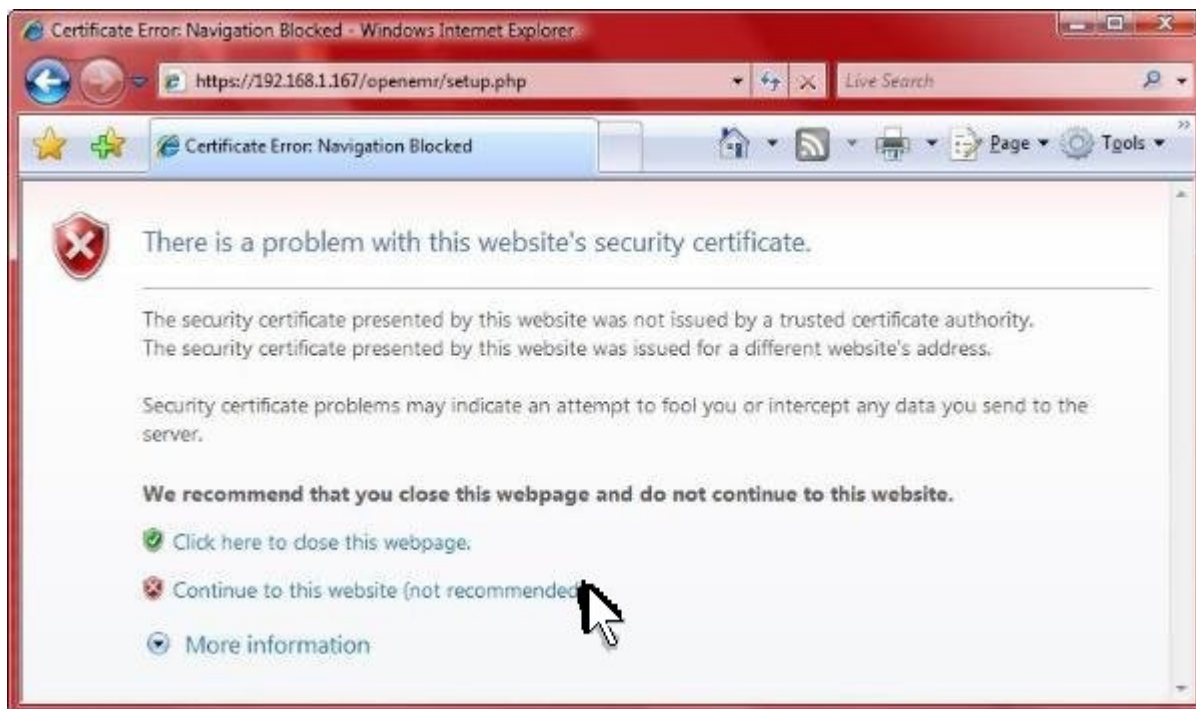 Certificate Error: Navigation Blocked - Windows Internet Explorer
https://192.168.1.167/openemr/setup.php
Live Search
Certificate Error: Navigation Blocked
Page
Tools
There is a problem with this website's security certificate.
The security certificate presented by this website was not issued by a trusted certificate authority.
The security certificate presented by this website was issued for a different website's address.
Security certificate problems may indicate an attempt to fool you or intercept any data you send to the
server.
We recommend that you close this webpage and do not continue to this website.
Click here to close this webpage.
Continue to this website (not recommended
More information